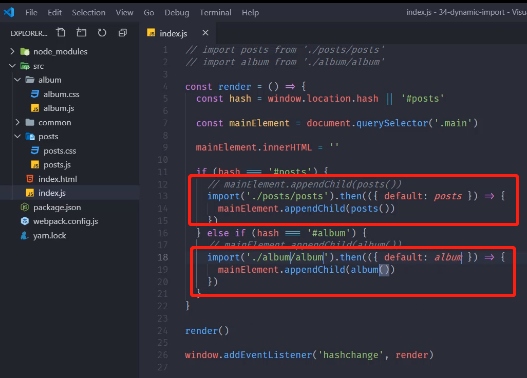 File Edit Selection View Go Debug Terminal Help index.js - 34-dynamic-import - Visua
EXPLORER...
node_modules
src
album
album.css
album.js
common
posts
posts.css
posts.js
index.html
index.js
package.json
webpack.config.js
yarn.lock
index.js
1 // import posts from './posts/posts'
2 // import album from './album/album'
3
4 const render = () => {
5 const hash = window.location.hash || '#posts'
6
7 const mainElement = document.querySelector('.main')
8
9 mainElement.innerHTML = ''
10
11 if (hash === '#posts') {
12 // mainElement.appendChild(posts())
13 import('./posts/posts').then(({ default: posts }) => {
14 mainElement.appendChild(posts())
15 })
16 } else if (hash === '#album') {
17 // mainElement.appendChild(album())
18 import('./album/album').then(({ default: album }) => {
19 mainElement.appendChild(album())
20 })
21 }
22 }
23
24 render()
25
26 window.addEventListener('hashchange', render)
27